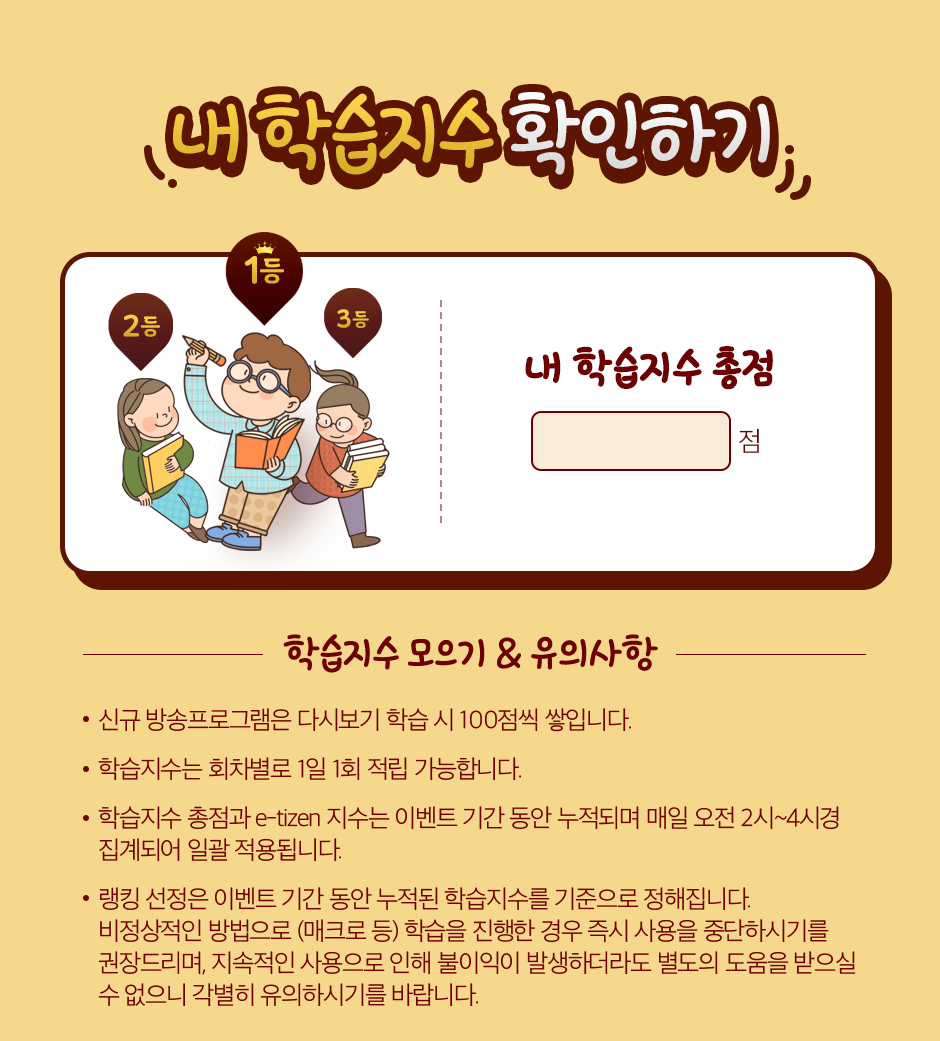 내 학습지수 확인하기
1등
2등
3등
내 학습지수 총점
점
학습지수 모으기 & 유의사항
• 신규 방송프로그램은 다시보기 학습 시 100점씩 쌓입니다.
• 학습지수는 회차별로 1일 1회 적립 가능합니다.
• 학습지수 총점과 e-tizen 지수는 이벤트 기간 동안 누적되며 매일 오전 2시~4시경
집계되어 일괄 적용됩니다.
• 랭킹 선정은 이벤트 기간 동안 누적된 학습지수를 기준으로 정해집니다.
비정상적인 방법으로 (매크로 등) 학습을 진행한 경우 즉시 사용을 중단하시기를
권장드리며, 지속적인 사용으로 인해 불이익이 발생하더라도 별도의 도움을 받으실
수 없으니 각별히 유의하시기를 바랍니다.